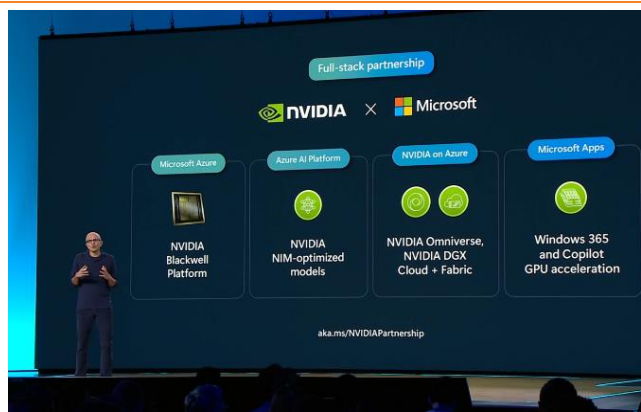 Full-stack partnership
NVIDIA × Microsoft
Microsoft Azure
NVIDIA
Blackwell
Platform
Azure AI Platform
NVIDIA
NIM-optimized
models
NVIDIA on Azure
NVIDIA Omniverse,
NVIDIA DGX
Cloud + Fabric
Microsoft Apps
Windows 365
and Copilot
GPU acceleration
aka.ms/NVIDIAPartnership